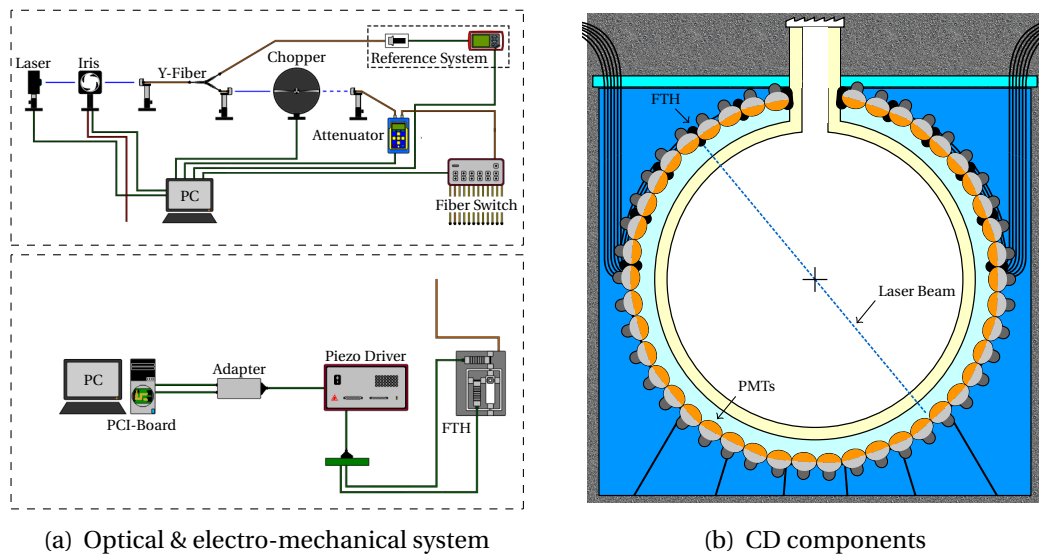 Laser
Iris
Y-Fiber
Chopper
Reference System
Attenuator
PC
Fiber Switch
PC
PCI-Board
Adapter
Piezo Driver
FTH
(a) Optical & electro-mechanical system
FTH
Laser Beam
PMTs
(b) CD components